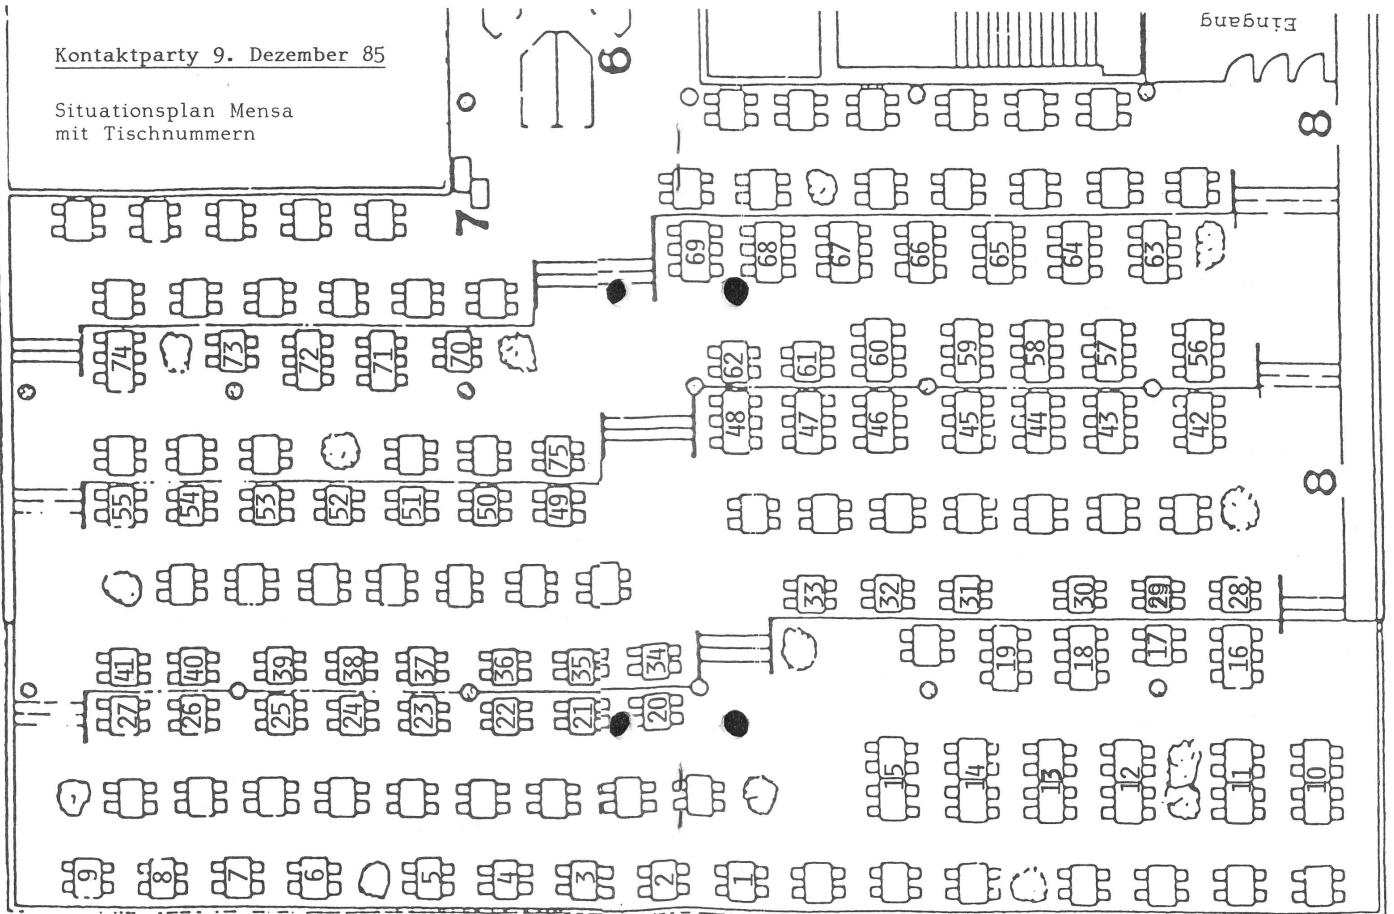 Kontaktparty 9. Dezember 85
Situationsplan Mensa
mit Tischnummern
Eingang
6
8
7
69 68 67 66 65 64 63
74 73 72 71 70
62 61 60 59 58 57 56
48 47 46 45 44 43 42
75
55 54 53 52 51 50 49
8
33 32 31 30 29 28
19 18 17 16
41 40 39 38 37 36 35 34
27 26 25 24 23 22 21 20
15 14 13 12 11 10
9 8 7 6 5 4 3 2 1